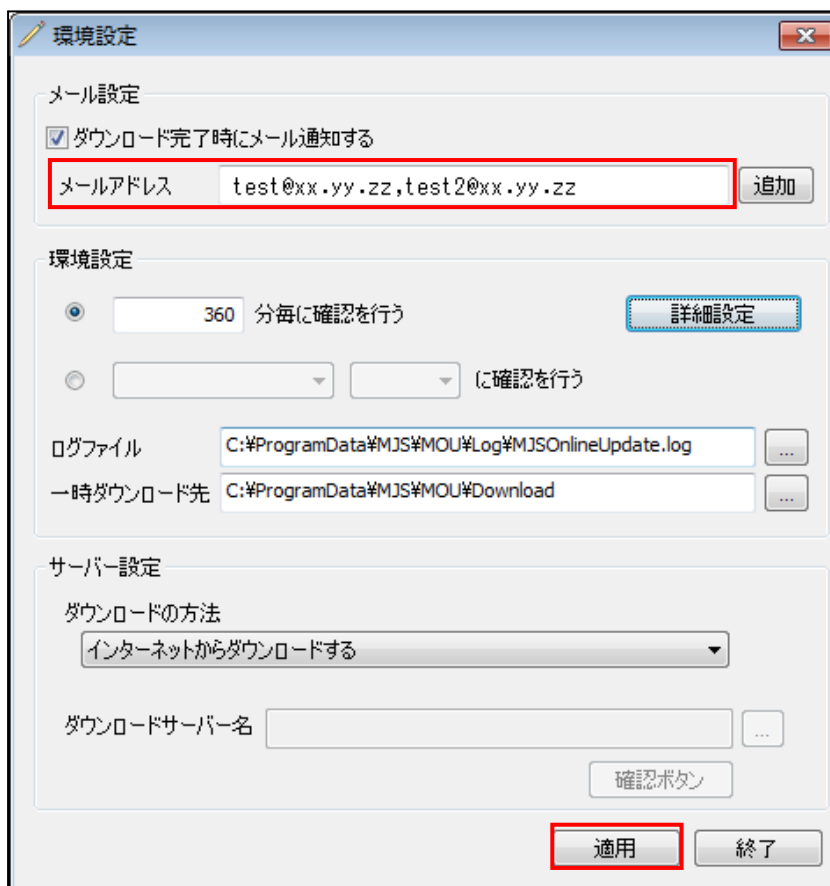 環境設定
メール設定
ダウンロード完了時にメール通知する
メールアドレス test@xx.yy.zz,test2@xx.yy.zz 追加
環境設定
360 分毎に確認を行う 詳細設定
に確認を行う
ログファイル C:¥ProgramData¥MJS¥MOU¥Log¥MJSOnlineUpdate.log ...
一時ダウンロード先 C:¥ProgramData¥MJS¥MOU¥Download ...
サーバー設定
ダウンロードの方法
インターネットからダウンロードする
ダウンロードサーバー名 ...
確認ボタン
適用 終了